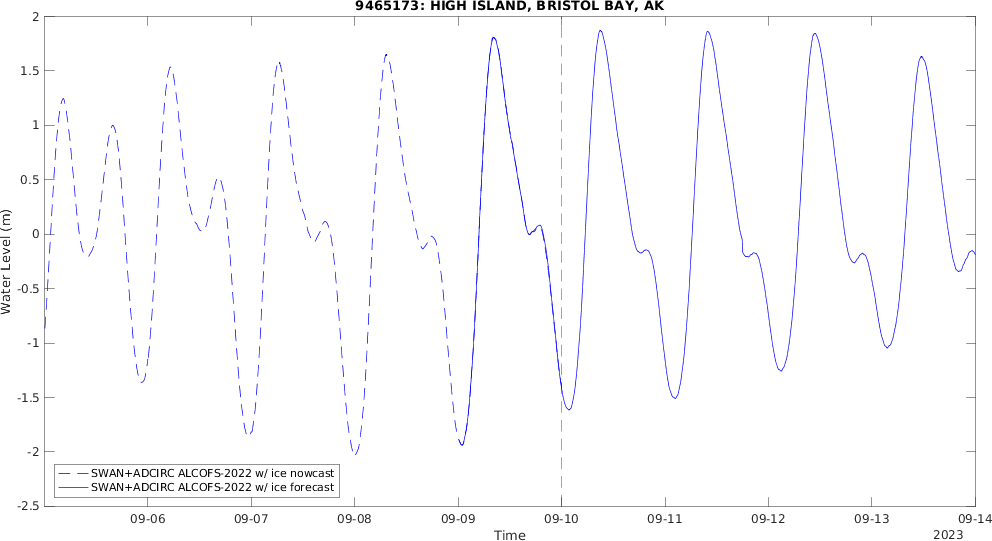 9465173: HIGH ISLAND, BRISTOL BAY, AK
2
1.5
1
0.5
0
-0.5
-1
-1.5
-2
-2.5
Water Level (m)
SWAN+ADCIRC ALCOFS-2022 w/ ice nowcast
SWAN+ADCIRC ALCOFS-2022 w/ ice forecast
09-06 09-07 09-08 09-09 09-10 09-11 09-12 09-13 09-14
Time
2023